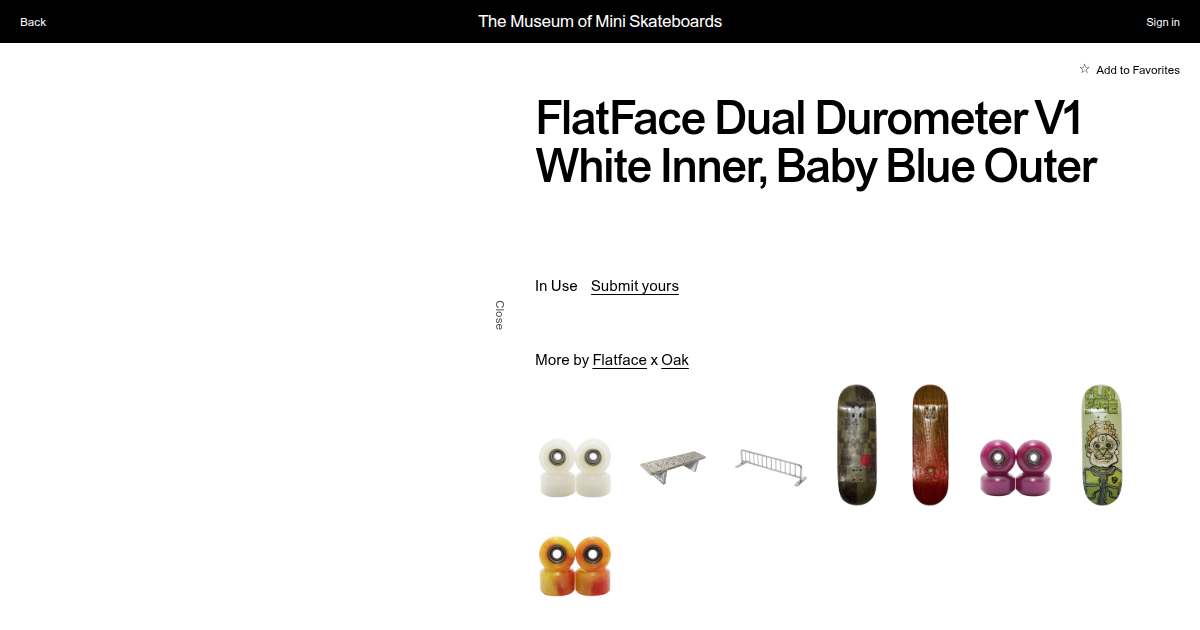 Back
The Museum of Mini Skateboards
Sign in
☆ Add to Favorites
FlatFace Dual Durometer V1
White Inner, Baby Blue Outer
In Use Submit yours
Close
More by Flatface x Oak